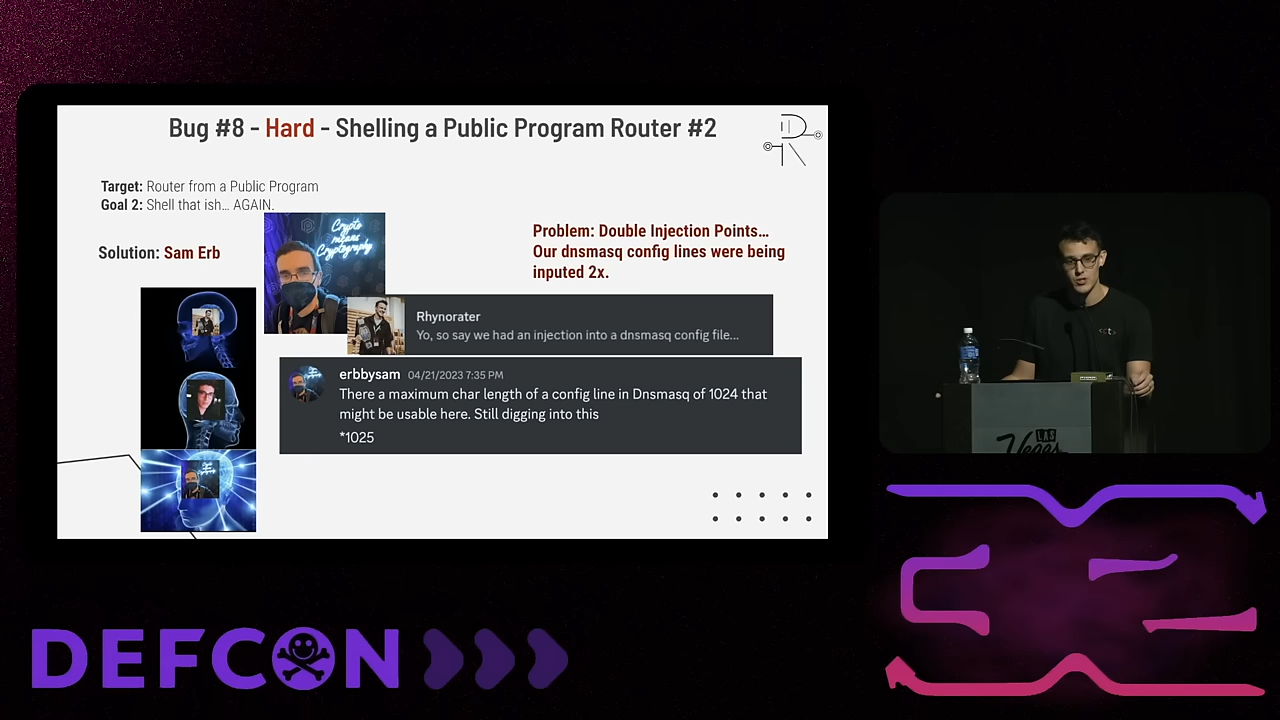 Bug #8 - Hard - Shelling a Public Program Router #2
Target: Router from a Public Program
Goal 2: Shell that ish... AGAIN.
Solution: Sam Erb
Crypto
means
Cryptography
Problem: Double Injection Points...
Our dnsmasq config lines were being
inputed 2x.
Rhynorater
Yo, so say we had an injection into a dnsmasq config file...
erbbysam 04/21/2023 7:35 PM
There a maximum char length of a config line in Dnsmasq of 1024 that
might be usable here. Still digging into this
*1025
LAS
Vegas
DEFCON